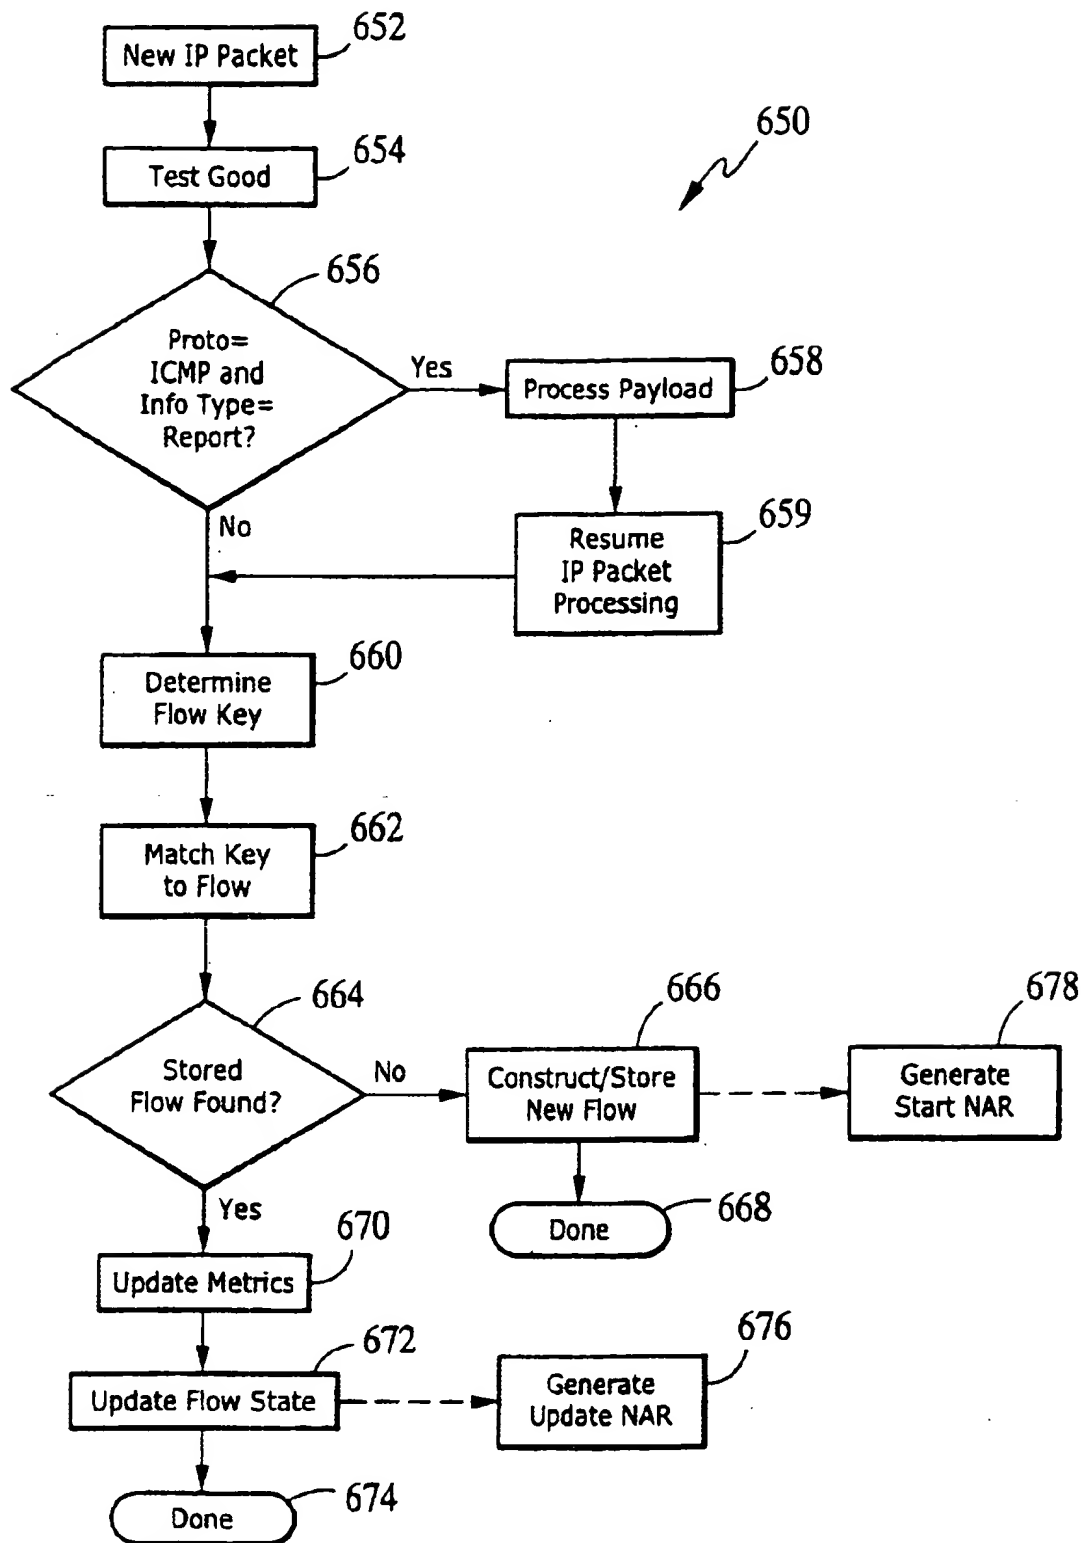 652
New IP Packet
650
654
Test Good
656
Proto=
ICMP and
Info Type=
Report?
Yes
658
Process Payload
No
659
Resume
IP Packet
Processing
660
Determine
Flow Key
662
Match Key
to Flow
664
Stored
Flow Found?
No
666
Construct/Store
New Flow
678
Generate
Start NAR
Yes
668
Done
670
Update Metrics
672
Update Flow State
676
Generate
Update NAR
674
Done